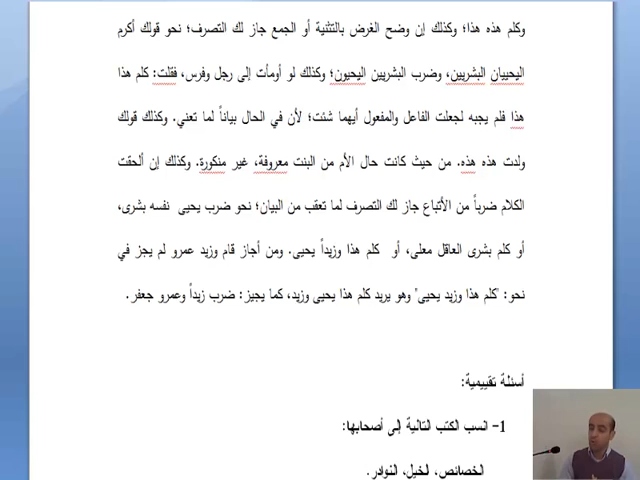 وكلم هذه هذا؛ وكذلك إن وضح الغرض بالتثنية أو الجمع جاز لك التصرف؛ نحو قولك أكرم
اليحييان البشريين، وضرب البشريين اليحيون؛ وكذلك لو أومأت إلى رجل وفرس، فقلت: كلم هذا
هذا فلم يجبه لجعلت الفاعل والمفعول أيهما شئت؛ لأن في الحال بياناً لما تعني. وكذلك قولك
ولدت هذه هذه. من حيث كانت حال الأم من البنت معروفة، غير منكورة. وكذلك إن ألحقت
الكلام ضرباً من الأتباع جاز لك التصرف لما تعقب من البيان؛ نحو ضرب يحيى نفسه بشرى،
أو كلم بشرى العاقل معلى، أو كلم هذا وزيداً يحيى. ومن أجاز قام وزيد عمرو لم يجز في
نحو: "كلم هذا وزيد يحيى" وهو يريد كلم هذا يحيى وزيد، كما يجيز: ضرب زيداً وعمرو جعفر.
أسئلة تقييمية:
1- انسب الكتب التالية إلى أصحابها:
الخصائص، الخيل، النوادر.